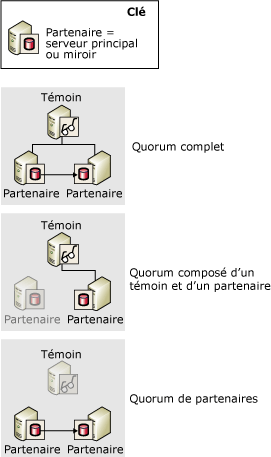 Clé
Partenaire =
serveur principal
ou miroir
Témoin
Partenaire Partenaire
Quorum complet
Témoin
Partenaire Partenaire
Quorum composé d'un
témoin et d'un partenaire
Témoin
Partenaire Partenaire
Quorum de partenaires